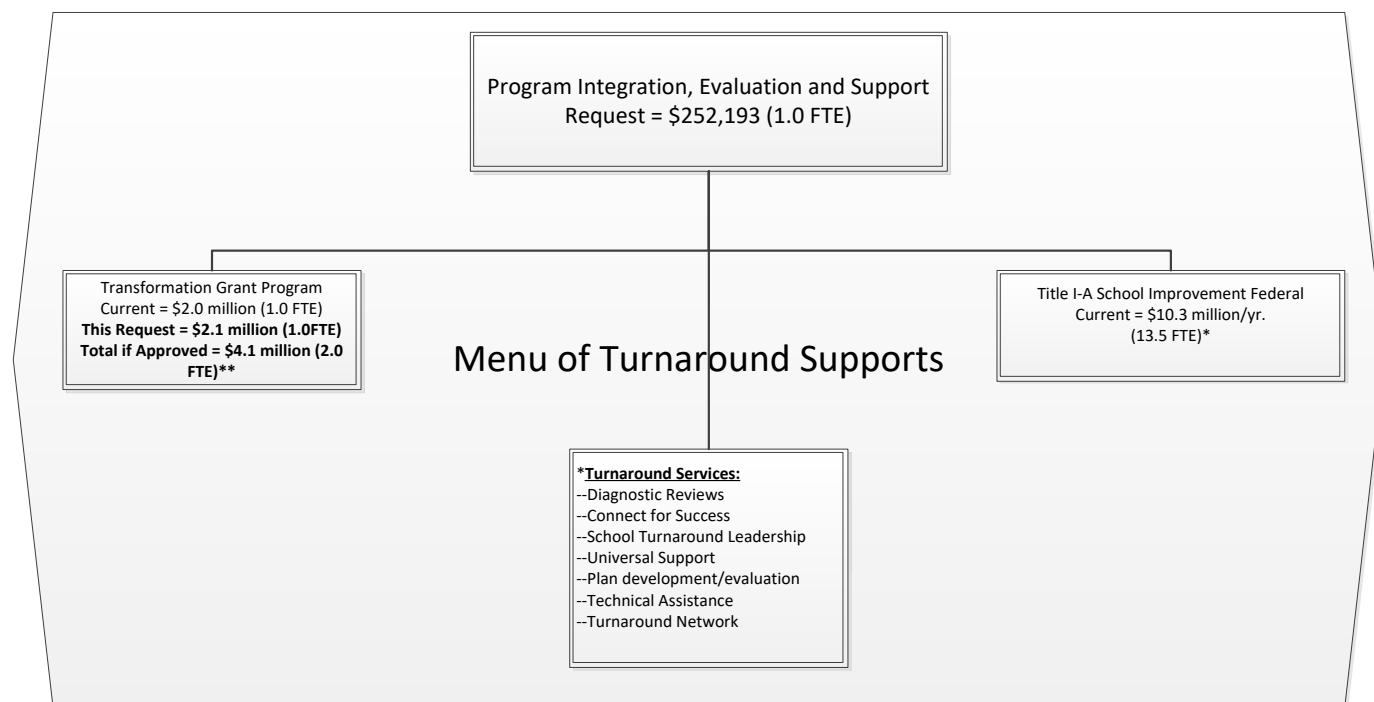 Program Integration, Evaluation and Support
Request = $252,193 (1.0 FTE)
Transformation Grant Program
Current = $2.0 million (1.0 FTE)
This Request = $2.1 million (1.0FTE)
Total if Approved = $4.1 million (2.0
FTE)**
Menu of Turnaround Supports
Title I-A School Improvement Federal
Current = $10.3 million/yr.
(13.5 FTE)*
*Turnaround Services:
--Diagnostic Reviews
--Connect for Success
--School Turnaround Leadership
--Universal Support
--Plan development/evaluation
--Technical Assistance
--Turnaround Network